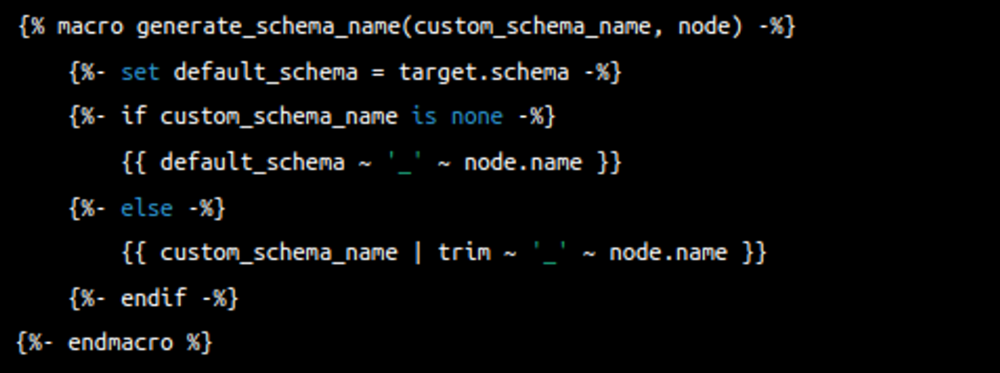 {% macro generate_schema_name(custom_schema_name, node) -%}
    {%- set default_schema = target.schema -%}
    {%- if custom_schema_name is none -%}
        {{ default_schema ~ '_' ~ node.name }}
    {%- else -%}
        {{ custom_schema_name | trim ~ '_' ~ node.name }}
    {%- endif -%}
{%- endmacro %}